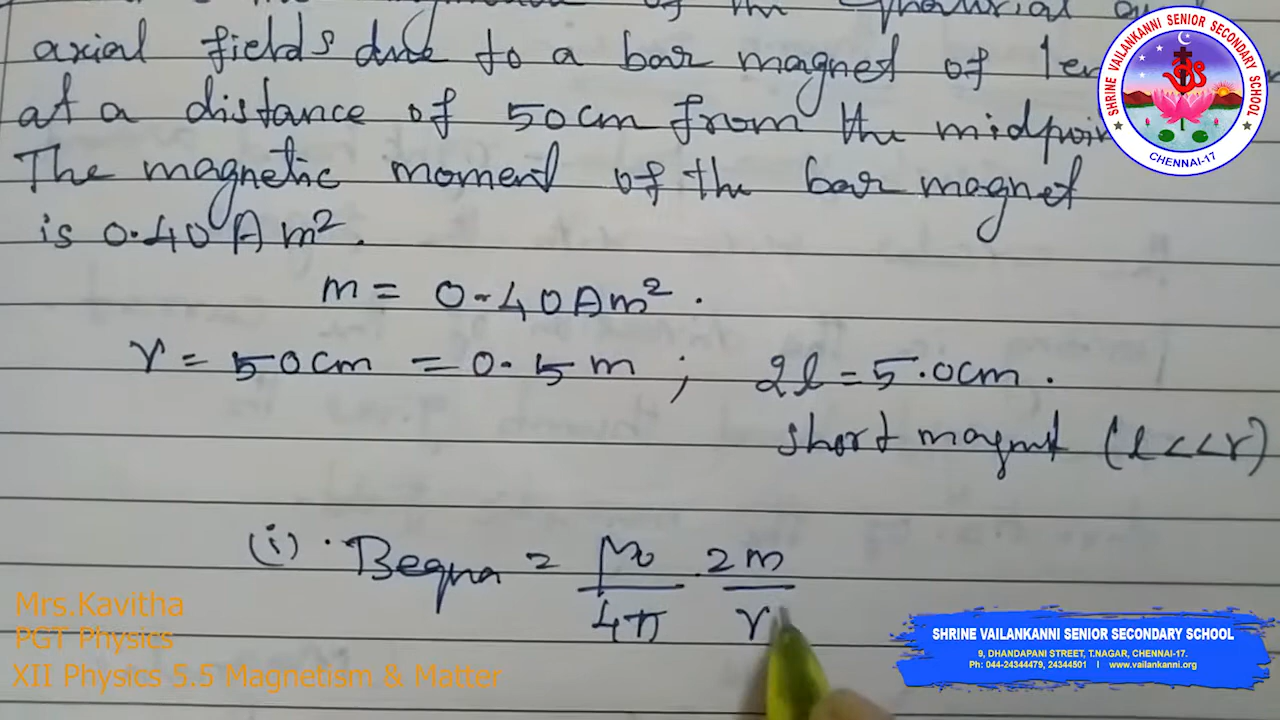 of the
axial fields due to a bar magnet of
at a distance of 50cm from the
The magnetic moment of the bar magnet
is 0.40 A m².
m = 0.40 Am².
r = 50cm = 0.5 m ; 2l = 5.0cm.
short magnet (l << r)
(i) . Bequa = μ₀/4π 2m/r
SHRINE VAILANKANNI SENIOR SECONDARY SCHOOL
CHENNAI-17
Mrs.Kavitha
PGT Physics
XII Physics 5.5 Magnetism & Matter
SHRINE VAILANKANNI SENIOR SECONDARY SCHOOL
9, DHANDAPANI STREET, T.NAGAR, CHENNAI-17.
Ph: 044-24344479, 24344501 | www.vailankanni.org